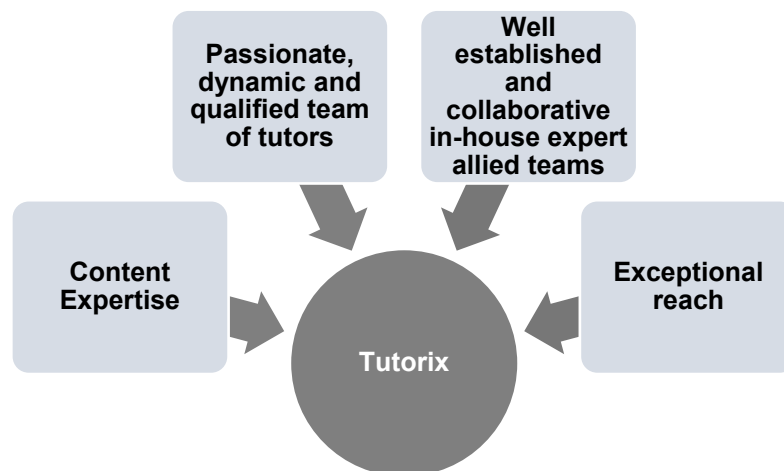 Passionate,
dynamic and
qualified team
of tutors
Well
established
and
collaborative
in-house expert
allied teams
Content
Expertise
Exceptional
reach
Tutorix